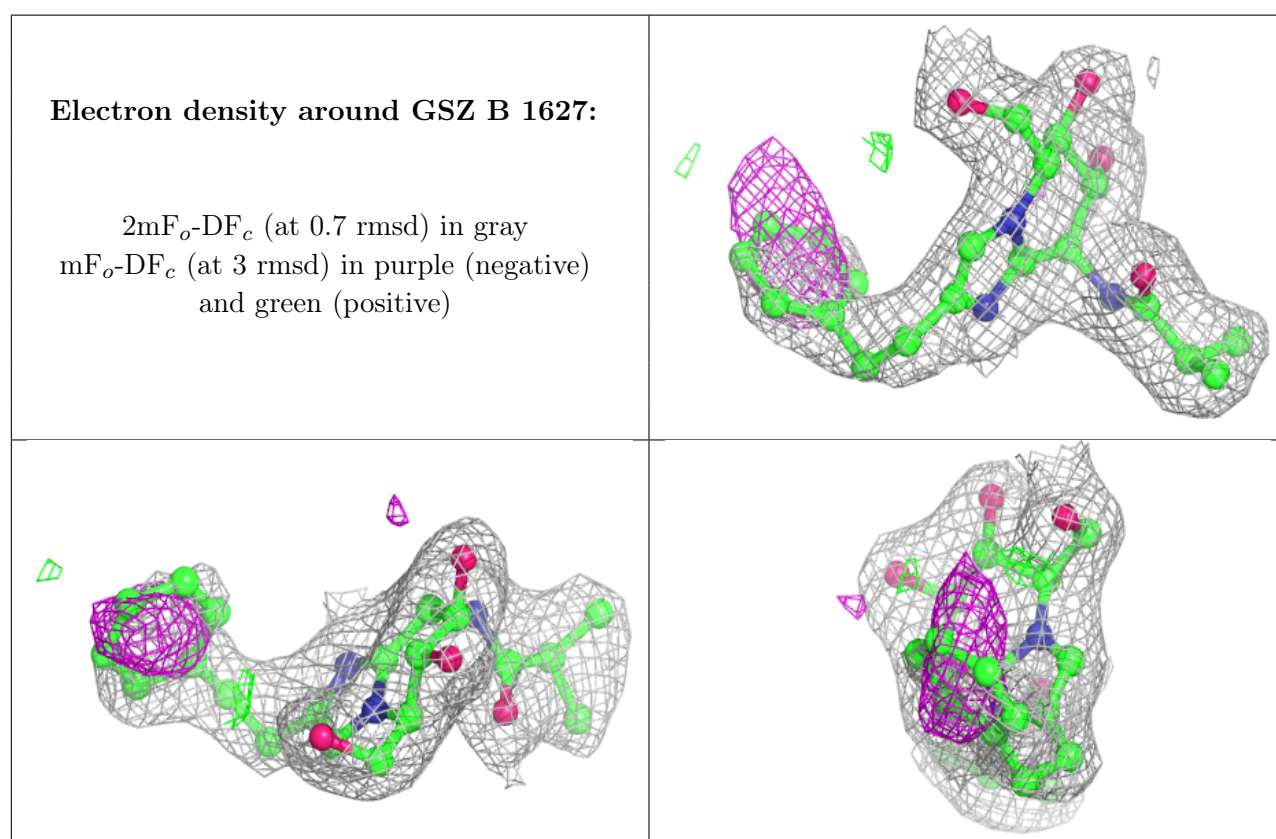 Electron density around GSZ B 1627:
2mFo-DFc (at 0.7 rmsd) in gray
mFo-DFc (at 3 rmsd) in purple (negative)
and green (positive)